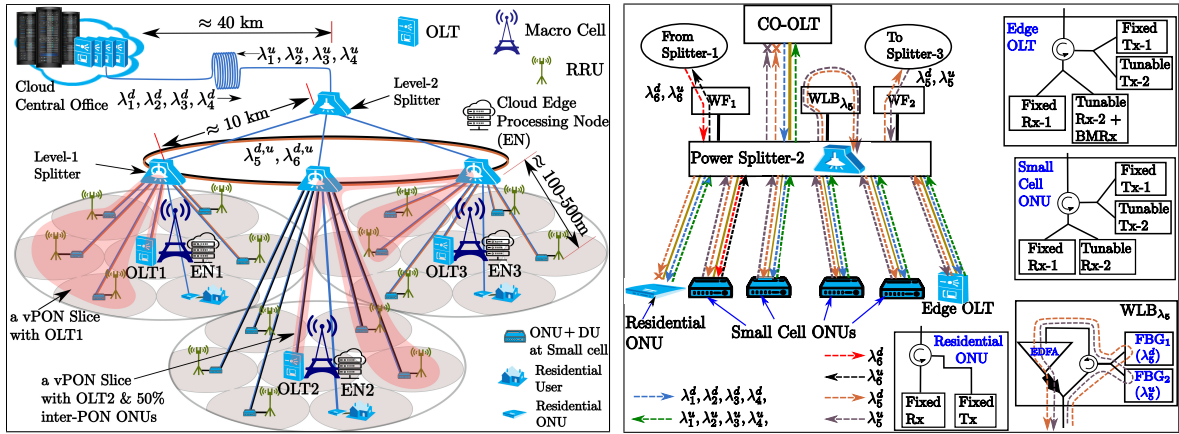 ≈ 40 km
OLT
Macro Cell
λ₁ᵘ, λ₂ᵘ, λ₃ᵘ, λ₄ᵘ
RRU
Cloud
Central Office
λ₁ᵈ, λ₂ᵈ, λ₃ᵈ, λ₄ᵈ
Level-2
Splitter
Cloud Edge
Processing Node
(EN)
≈ 10 km
Level-1
Splitter
λ₅ᵈ,ᵘ, λ₆ᵈ,ᵘ
≈ 100-500m
OLT1
EN1
OLT3
EN3
a vPON Slice
with OLT1
OLT2
EN2
a vPON Slice
with OLT2 & 50%
inter-PON ONUs
ONU+DU
at Small cell
Residential
User
Residential
ONU
From
Splitter-1
CO-OLT
To
Splitter-3
λ₆ᵈ, λ₆ᵘ
WF₁
WLB_λ₅
WF₂
λ₅ᵈ, λ₅ᵘ
Power Splitter-2
Residential
ONU
Small Cell ONUs
Edge OLT
λ₆ᵈ
λ₆ᵘ
λ₁ᵈ, λ₂ᵈ, λ₃ᵈ, λ₄ᵈ,
λ₅ᵈ
λ₁ᵘ, λ₂ᵘ, λ₃ᵘ, λ₄ᵘ,
λ₅ᵘ
Edge
OLT
Fixed
Tx-1
Tunable
Tx-2
Fixed
Rx-1
Tunable
Rx-2 +
BMRx
Small
Cell
ONU
Fixed
Tx-1
Tunable
Tx-2
Fixed
Rx-1
Tunable
Rx-2
Residential
ONU
Fixed
Rx
Fixed
Tx
WLB_λ₅
EDFA
FBG₁
(λ₅ᵈ)
FBG₂
(λ₅ᵘ)